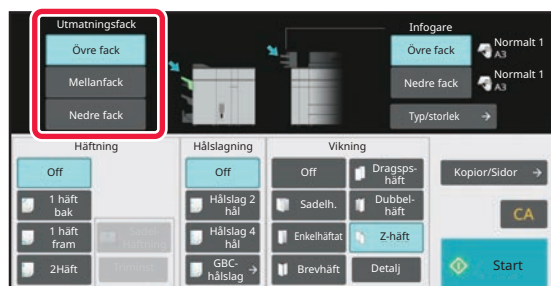 Utmatningsfack
Övre fack
Mellanfack
Nedre fack
Infogare
Övre fack
Normalt 1
A3
Nedre fack
Normalt 1
A3
Typ/storlek
Häftning
Off
1 häft
bak
1 häft
fram
2Häft
Hålslagning
Off
Hålslag 2
hål
Hålslag 4
hål
GBC-
hålslag
Vikning
Off
Dragsps-
häft
Sadelh.
Dubbel-
häft
Enkelhäftat
Z-häft
Brevhäft
Detalj
Kopior/Sidor
CA
Start